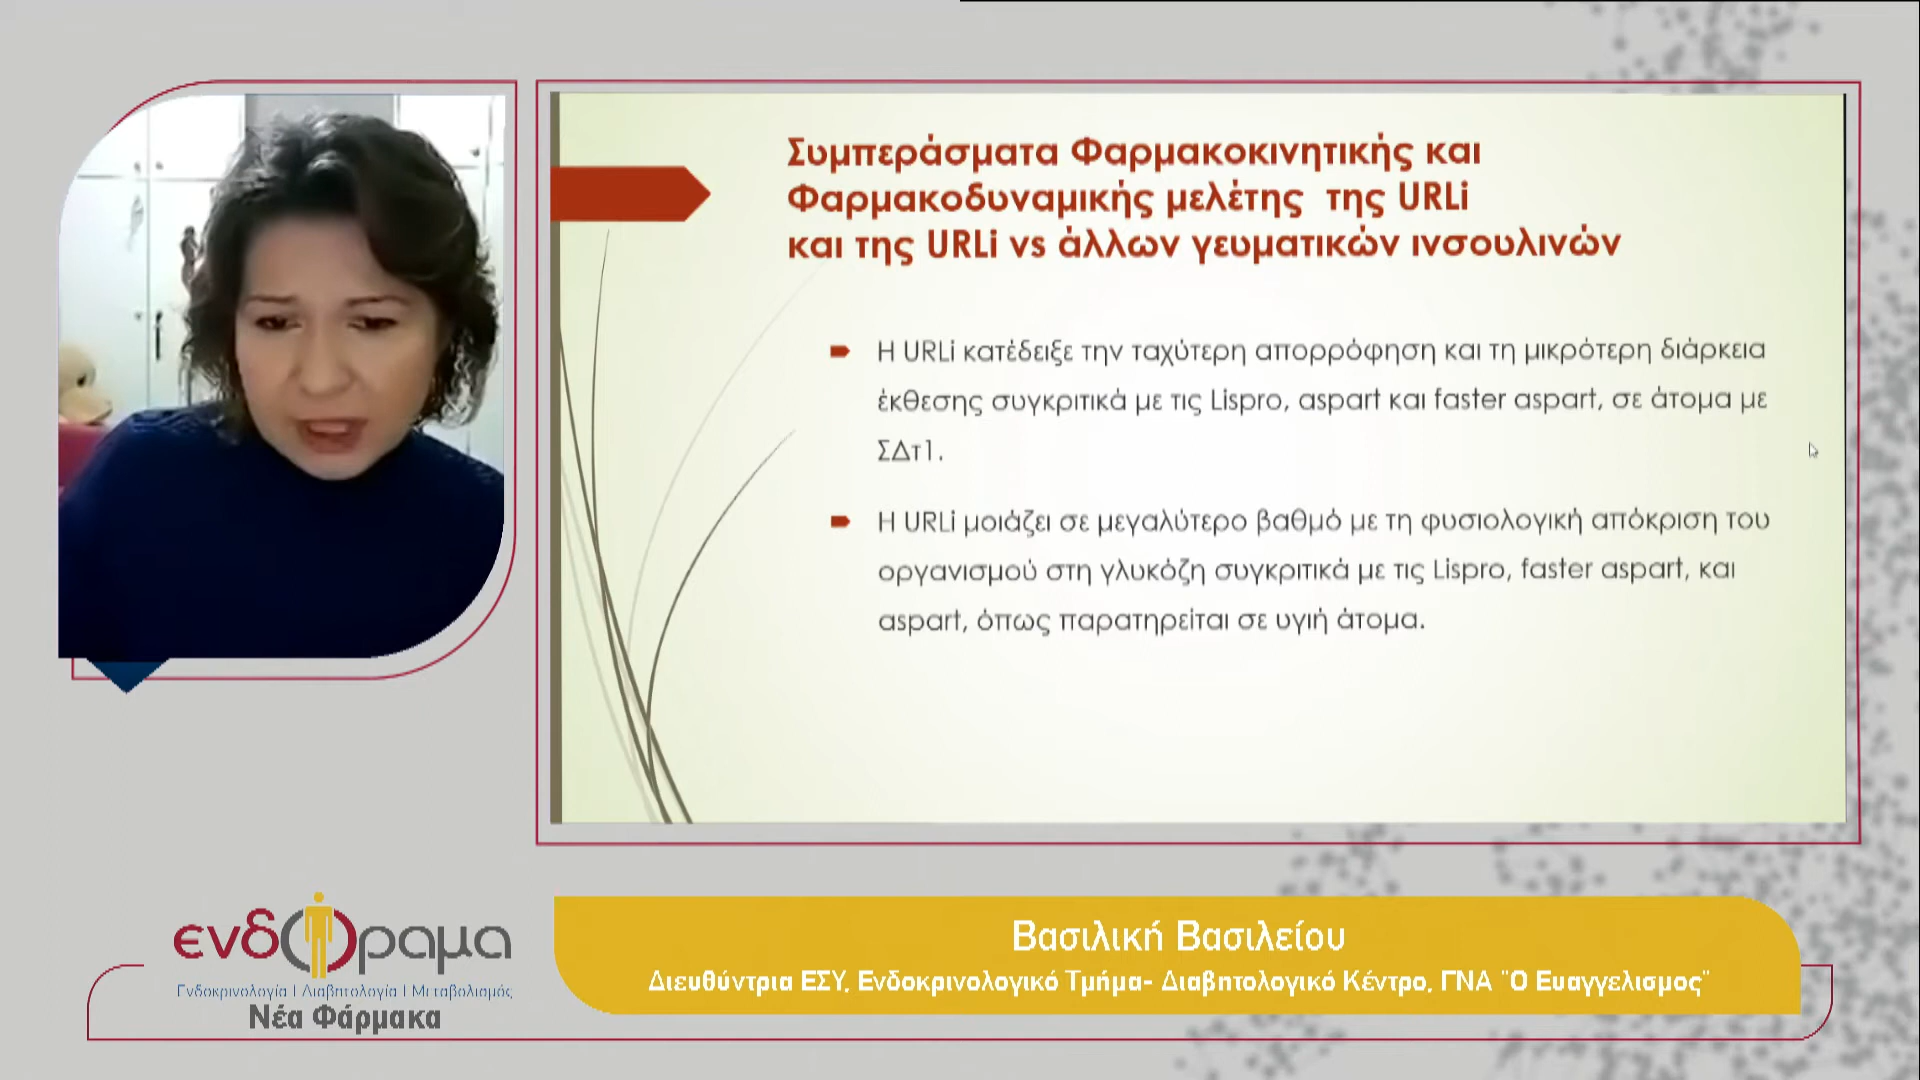 Συμπεράσματα Φαρμακοκινητικής και
Φαρμακοδυναμικής μελέτης της URLi
και της URLi vs άλλων γευματικών ινσουλινών
Η URLi κατέδειξε την ταχύτερη απορρόφηση και τη μικρότερη διάρκεια
έκθεσης συγκριτικά με τις Lispro, aspart και faster aspart, σε άτομα με
ΣΔτ1.
Η URLi μοιάζει σε μεγαλύτερο βαθμό με τη φυσιολογική απόκριση του
οργανισμού στη γλυκόζη συγκριτικά με τις Lispro, faster aspart, και
aspart, όπως παρατηρείται σε υγιή άτομα.
ενδόραμα
Ενδοκρινολογία | Διαβητολογία | Μεταβολισμός
Νέα Φάρμακα
Βασιλική Βασιλείου
Διευθύντρια ΕΣΥ, Ενδοκρινολογικό Τμήμα- Διαβητολογικό Κέντρο, ΓΝΑ "Ο Ευαγγελισμος"